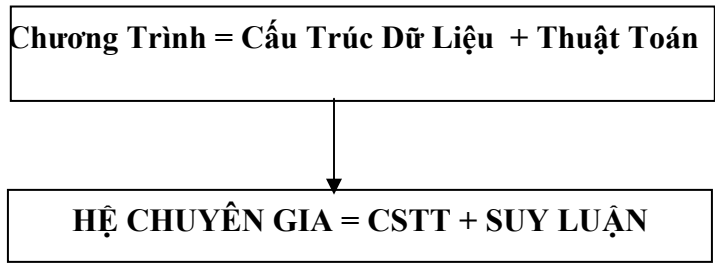 Chương Trình = Cấu Trúc Dữ Liệu + Thuật Toán
HỆ CHUYÊN GIA = CSTT + SUY LUẬN